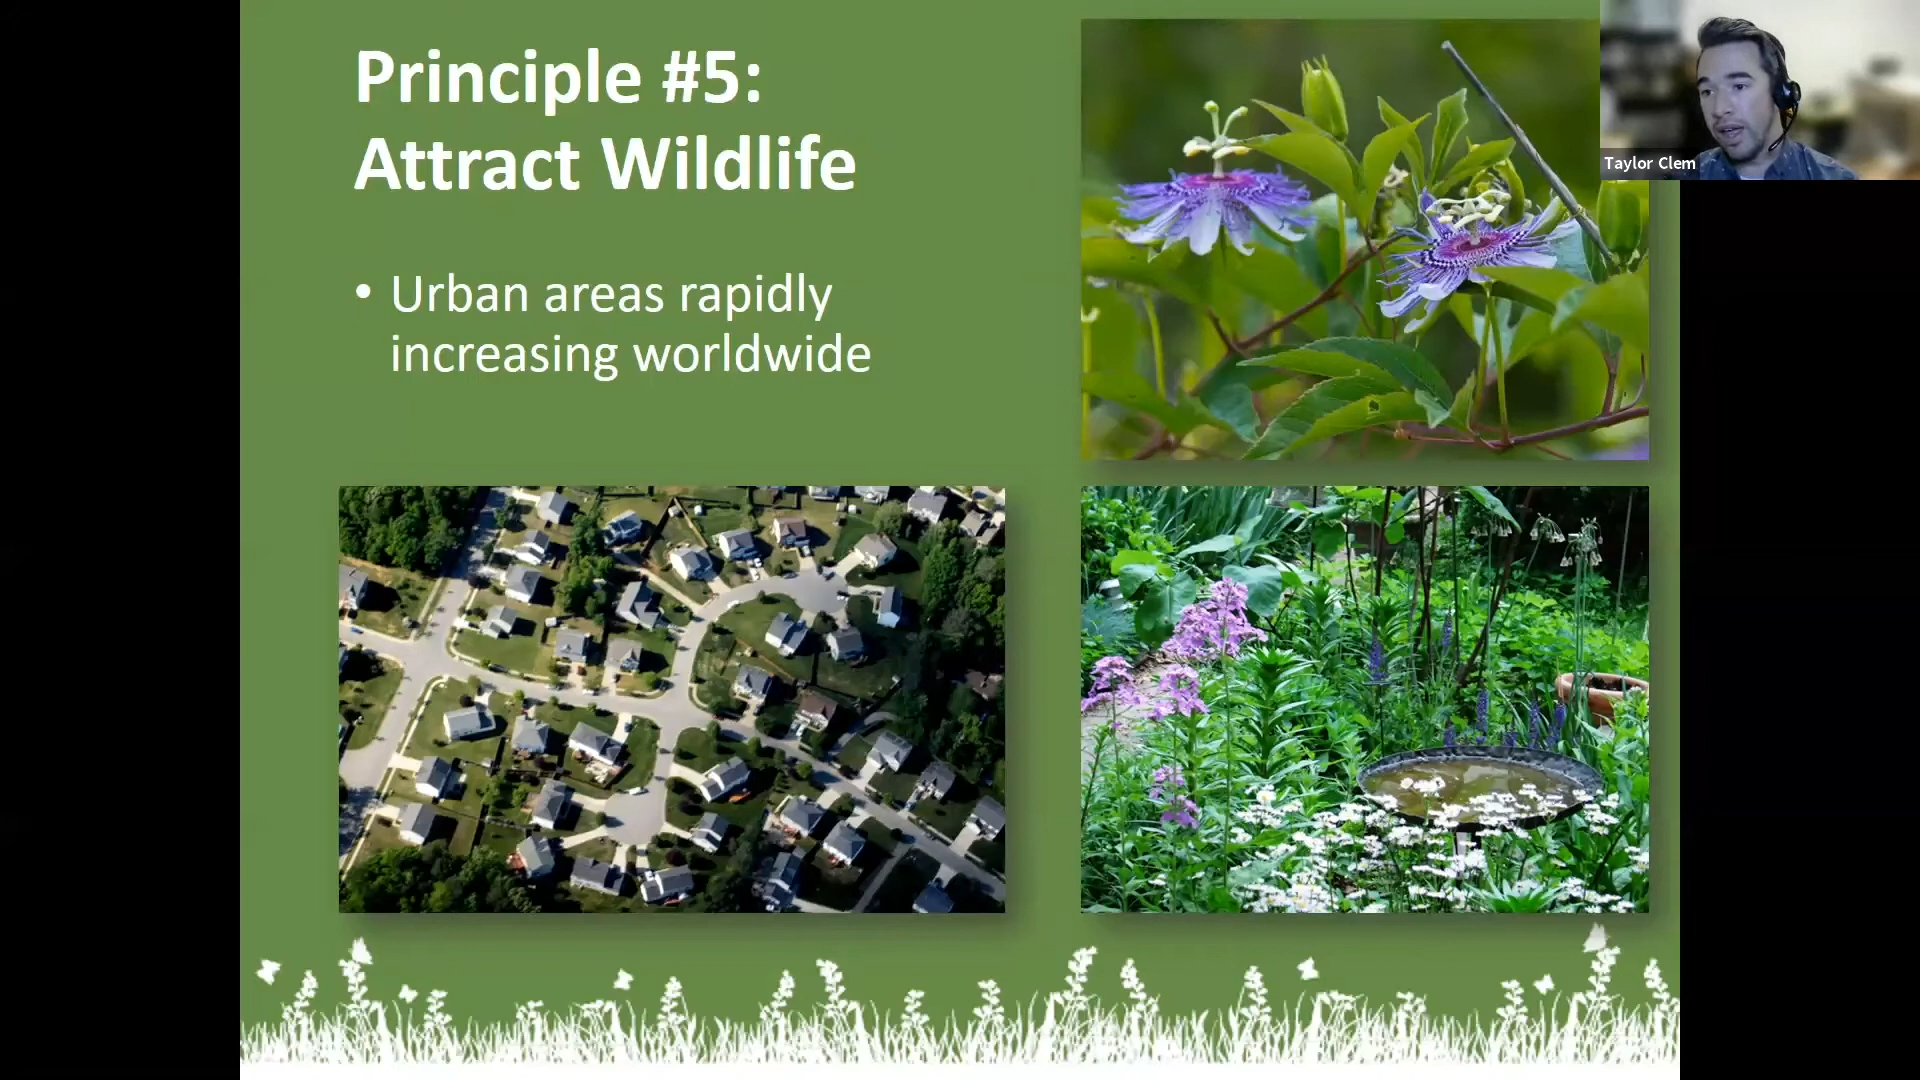 Principle #5:
Attract Wildlife
• Urban areas rapidly
increasing worldwide
Taylor Clem